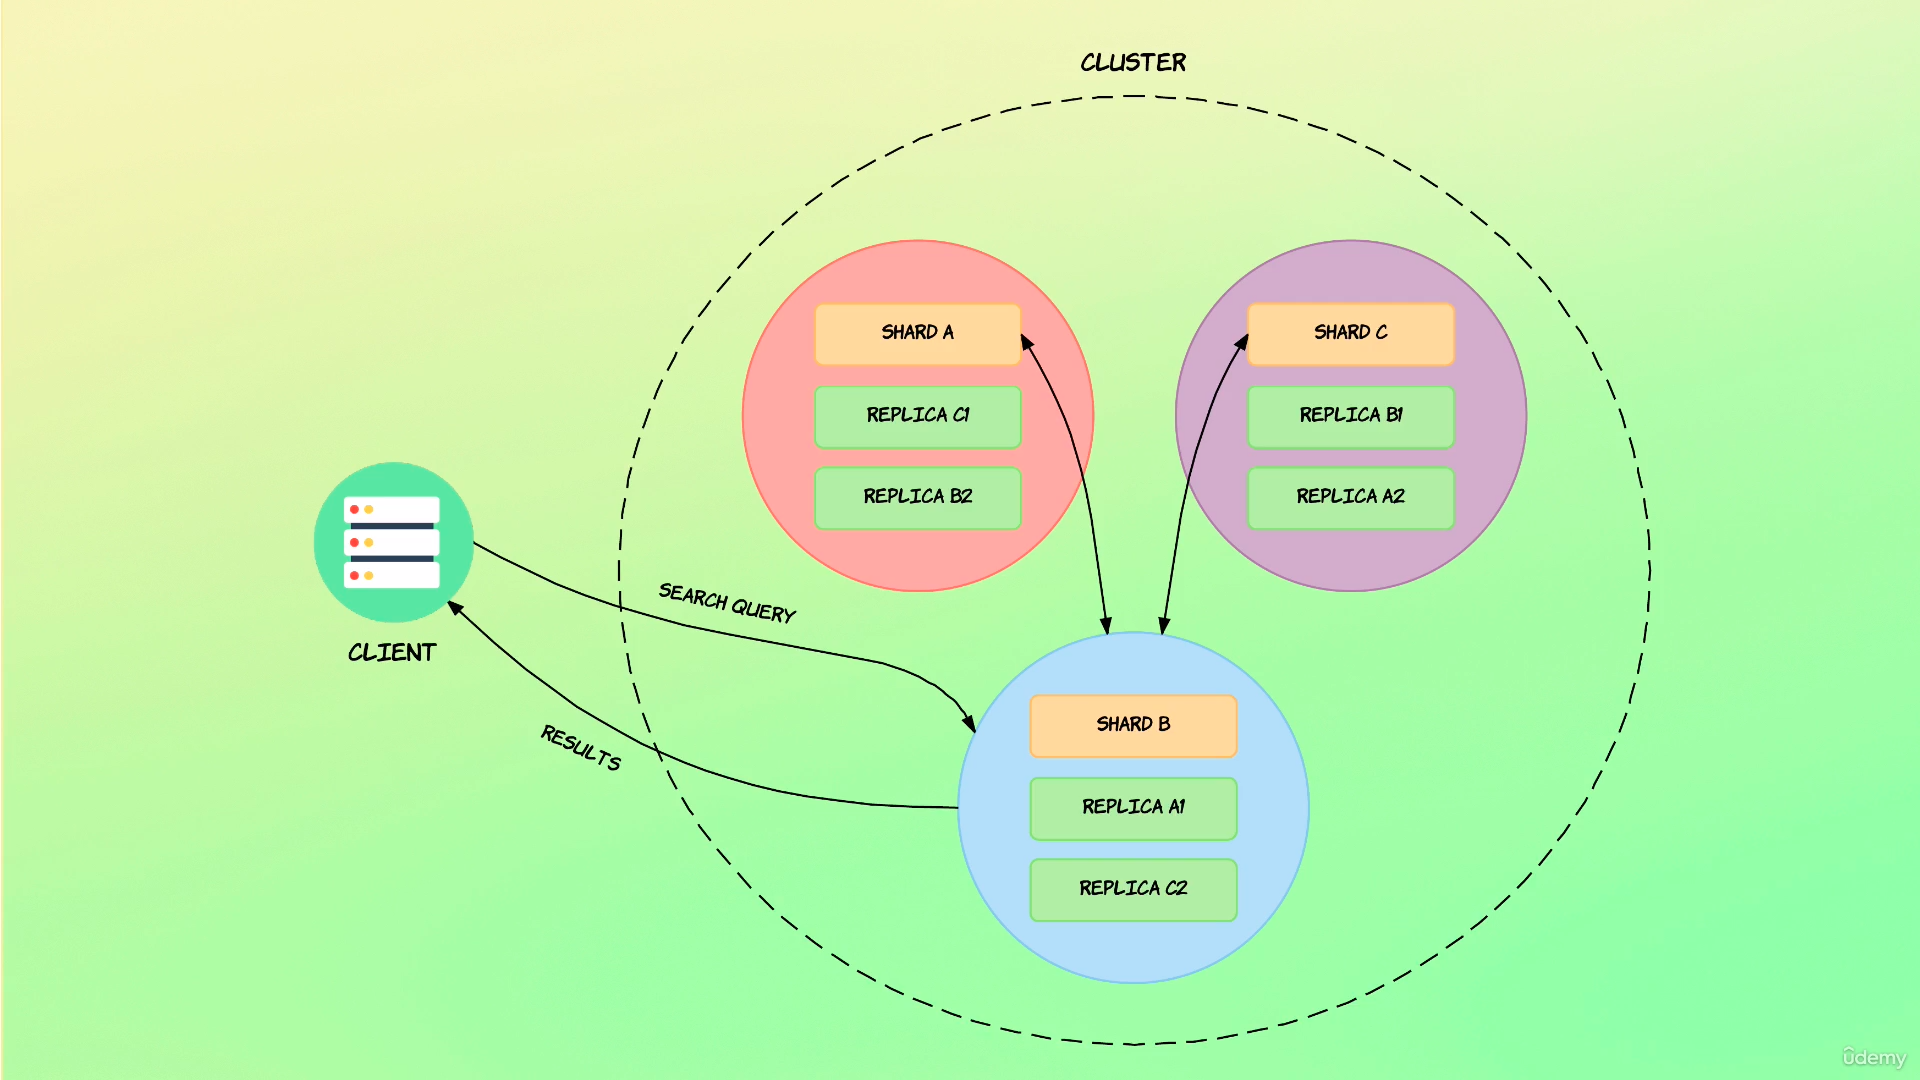 CLUSTER
SHARD A
REPLICA C1
REPLICA B2
SHARD C
REPLICA B1
REPLICA A2
CLIENT
SEARCH QUERY
RESULTS
SHARD B
REPLICA A1
REPLICA C2
ûdemy